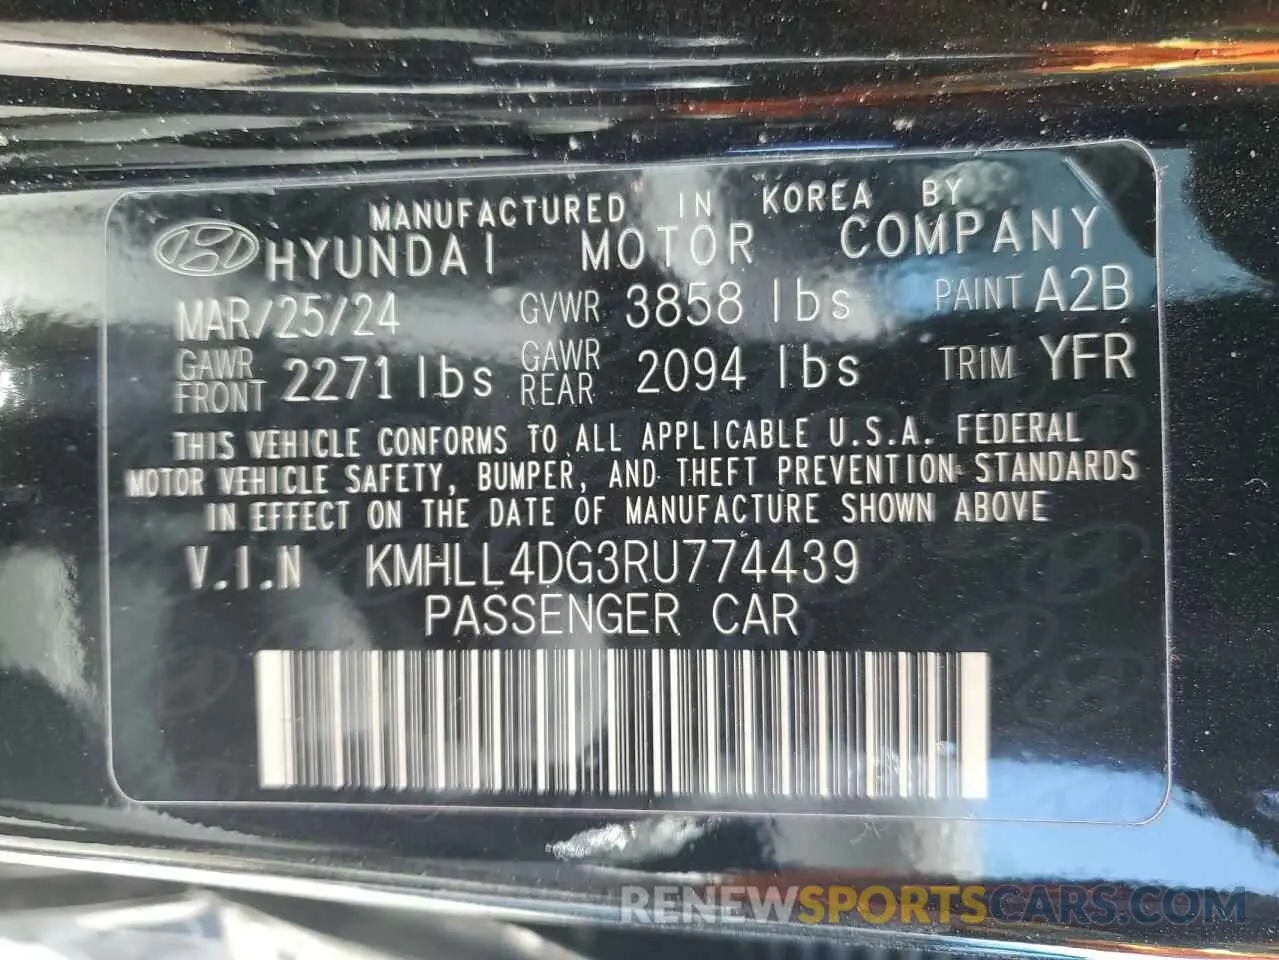 MANUFACTURED IN KOREA BY
HYUNDAI MOTOR COMPANY
MAR/25/24 GVWR 3858 lbs PAINT A2B
GAWR FRONT 2271 lbs GAWR REAR 2094 lbs TRIM YFR
THIS VEHICLE CONFORMS TO ALL APPLICABLE U.S.A. FEDERAL
MOTOR VEHICLE SAFETY, BUMPER, AND THEFT PREVENTION STANDARDS
IN EFFECT ON THE DATE OF MANUFACTURE SHOWN ABOVE
V.I.N KMHLL4DG3RU774439
PASSENGER CAR
RENEWSPORTSCARS.COM